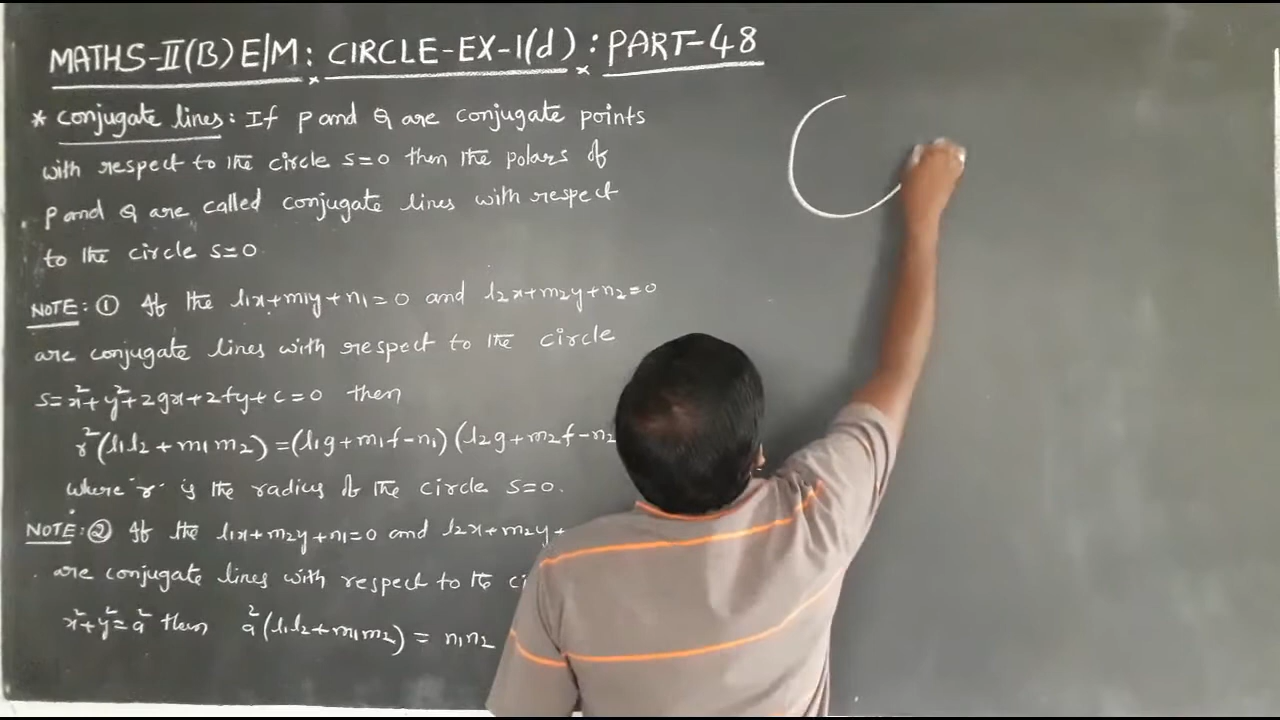 MATHS-II(B) E/M: CIRCLE-EX-1(d): PART-48
* conjugate lines: If P and Q are conjugate points
with respect to the circle S=0 then the polars of
P and Q are called conjugate lines with respect
to the circle S=0.
NOTE: ① If the l₁x+m₁y+n₁=0 and l₂x+m₂y+n₂=0
are conjugate lines with respect to the circle
S=x²+y²+2gx+2fy+c=0 then
r²(l₁l₂+m₁m₂)=(l₁g+m₁f-n₁)(l₂g+m₂f-n₂
where "r" is the radius of the circle S=0.
NOTE: ② If the l₁x+m₂y+n₁=0 and l₂x+m₂y+
are conjugate lines with respect to the ci
x²+y²=a² then a²(l₁l₂+m₁m₂) = n₁n₂